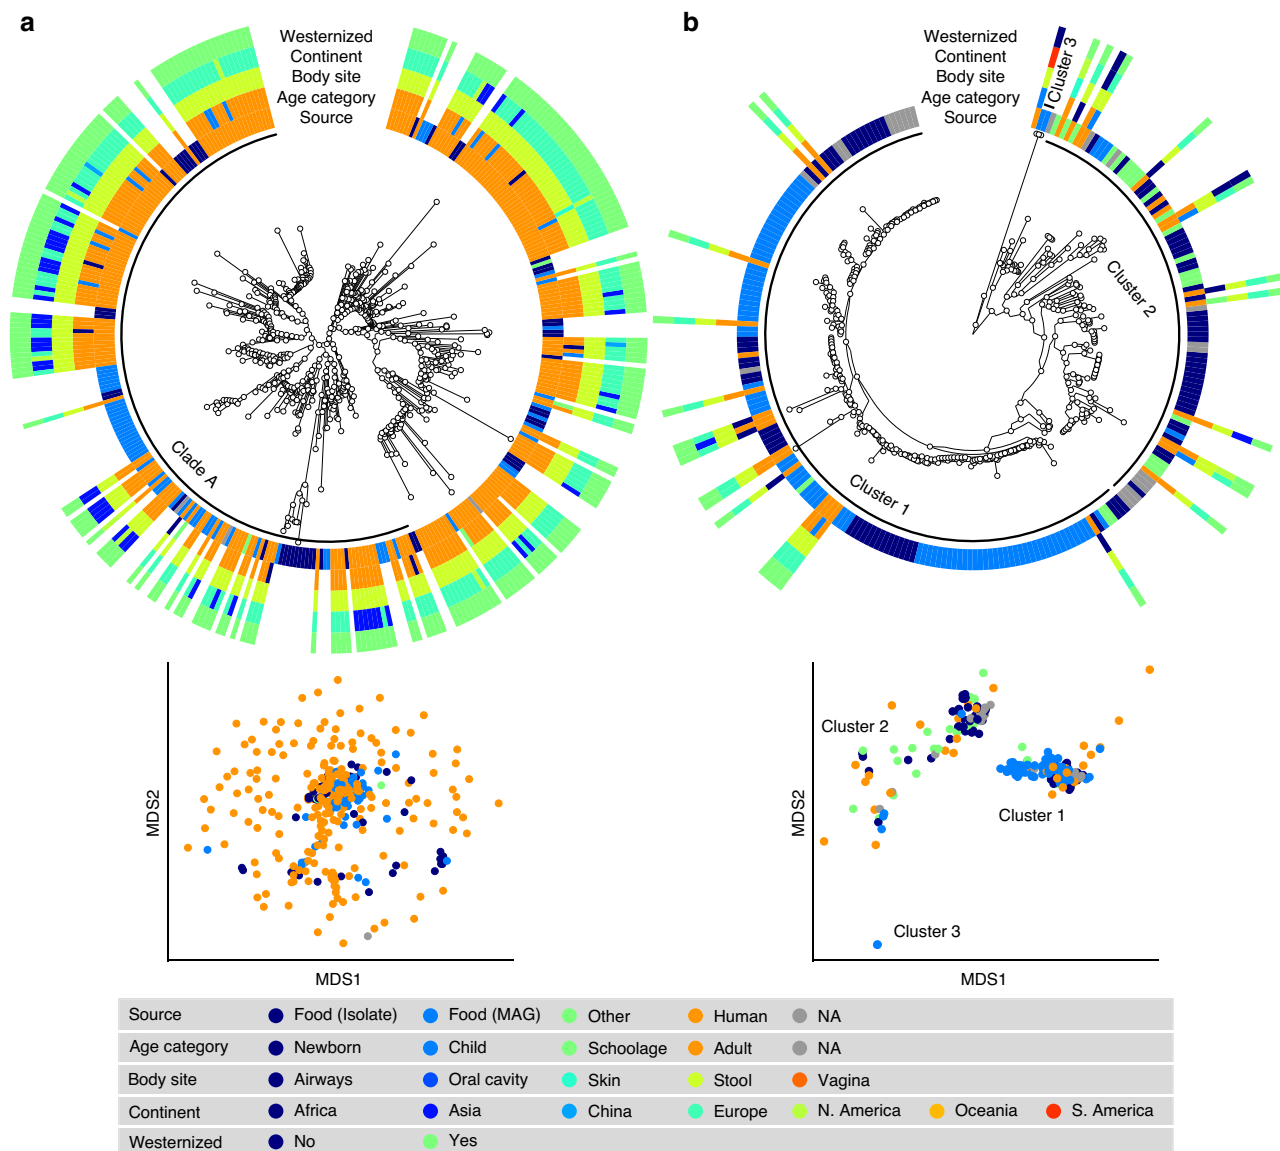 a
Westernized
Continent
Body site
Age category
Source
Clade A
b
Westernized
Continent
Body site
Age category
Source
Cluster 3
Cluster 2
Cluster 1
MDS2
MDS1
Cluster 2
Cluster 1
Cluster 3
MDS2
MDS1
Source Food (Isolate) Food (MAG) Other Human NA
Age category Newborn Child Schoolage Adult NA
Body site Airways Oral cavity Skin Stool Vagina
Continent Africa Asia China Europe N. America Oceania S. America
Westernized No Yes